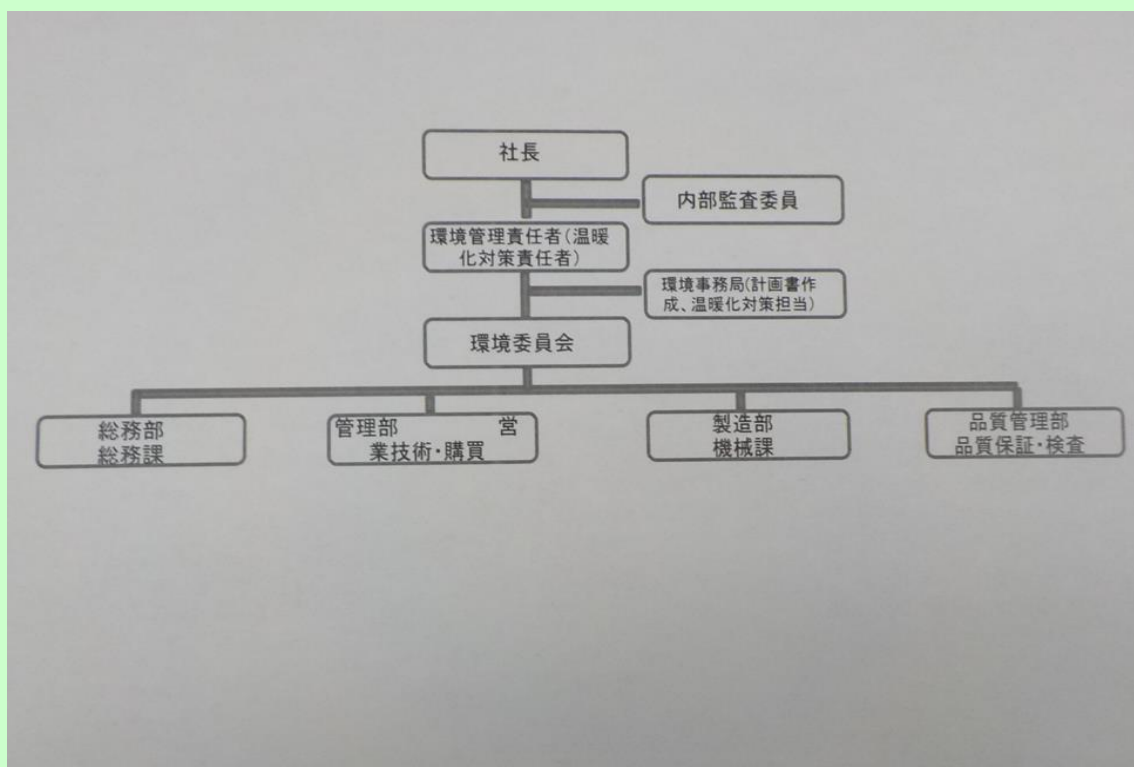 社長
内部監査委員
環境管理責任者(温暖
化対策責任者)
環境事務局(計画書作
成、温暖化対策担当)
環境委員会
総務部
総務課
管理部 営
業技術・購買
製造部
機械課
品質管理部
品質保証・検査